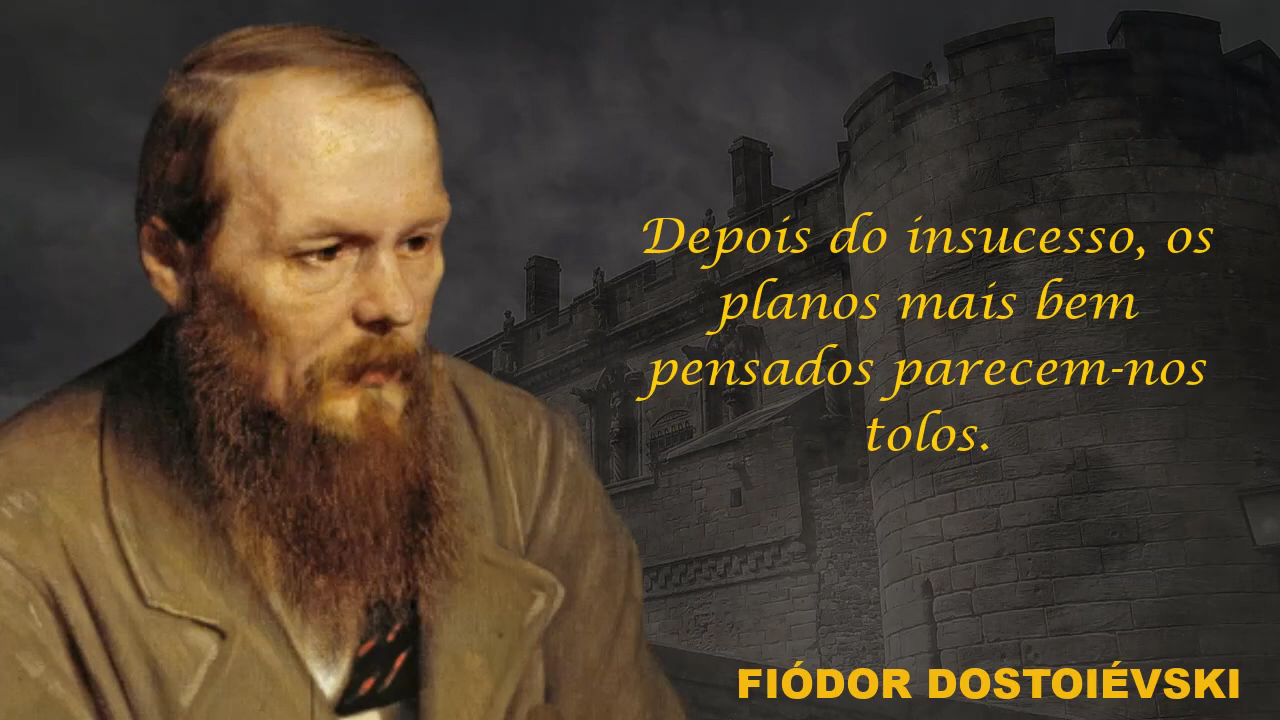 Depois do insucesso, os
planos mais bem
pensados parecem-nos
tolos.
FIÓDOR DOSTOIÉVSKI